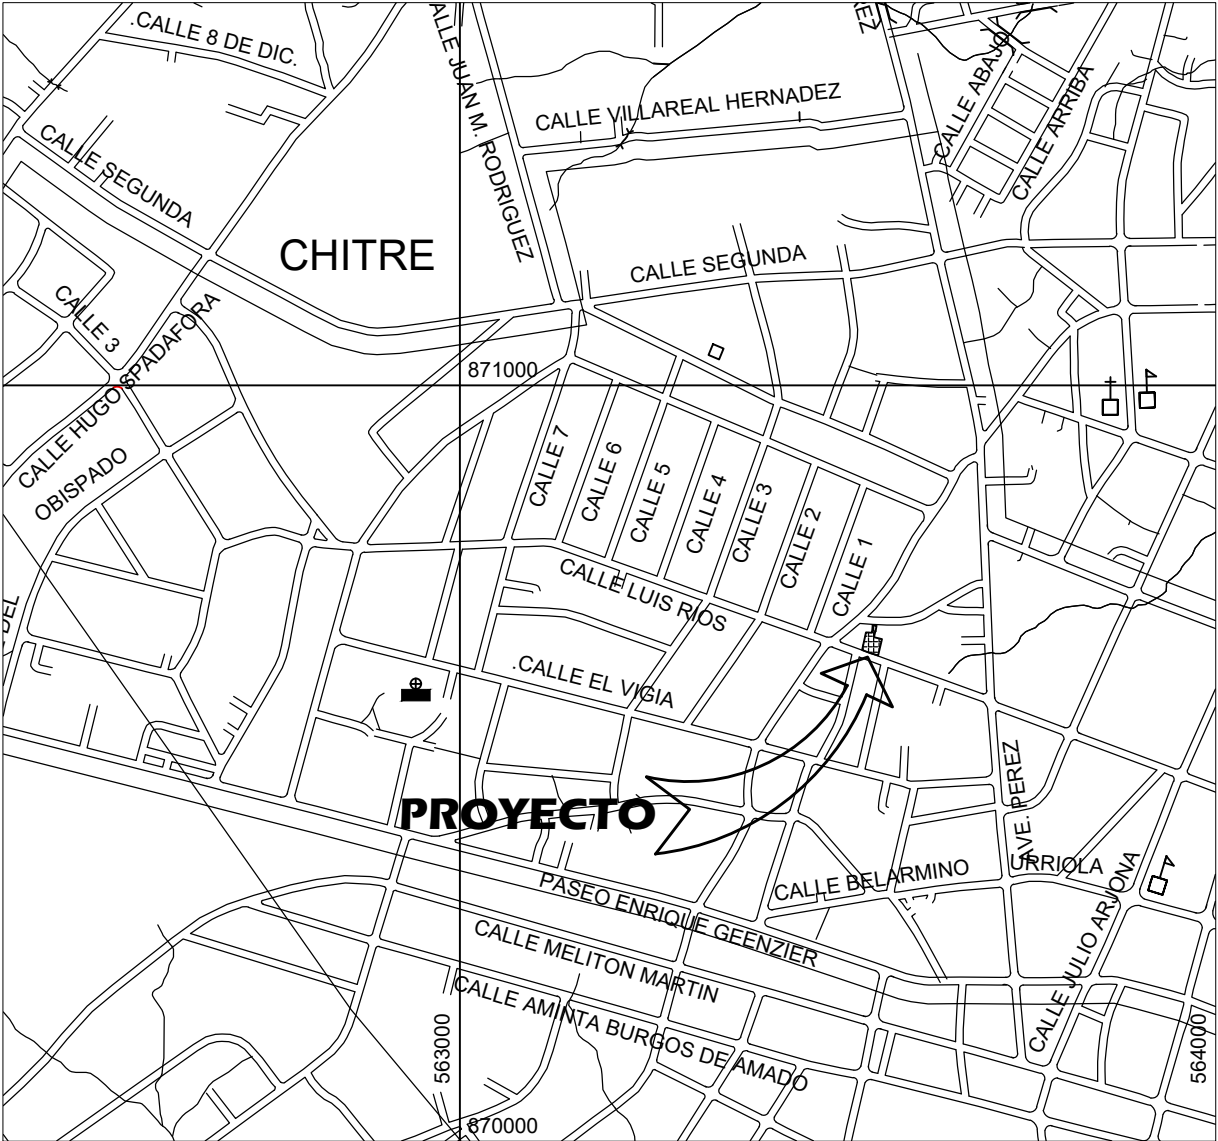 .CALLE 8 DE DIC.
CALLE JUAN M. RODRIGUEZ
CALLE VILLAREAL HERNADEZ
CALLE ABAJO
CALLE ARRIBA
CALLE SEGUNDA
CHITRE
CALLE SEGUNDA
CALLE 3
CALLE HUGO SPADAFORA
871000
OBISPADO
CALLE 7
CALLE 6
CALLE 5
CALLE 4
CALLE 3
CALLE 2
CALLE 1
CALLE LUIS RIOS
DEL
.CALLE EL VIGIA
PROYECTO
AVE. PEREZ
CALLE BELARMINO
URRIOLA
PASEO ENRIQUE GEENZIER
CALLE JULIO ARJONA
CALLE MELITON MARTIN
CALLE AMINTA BURGOS DE AMADO
563000
564000
870000